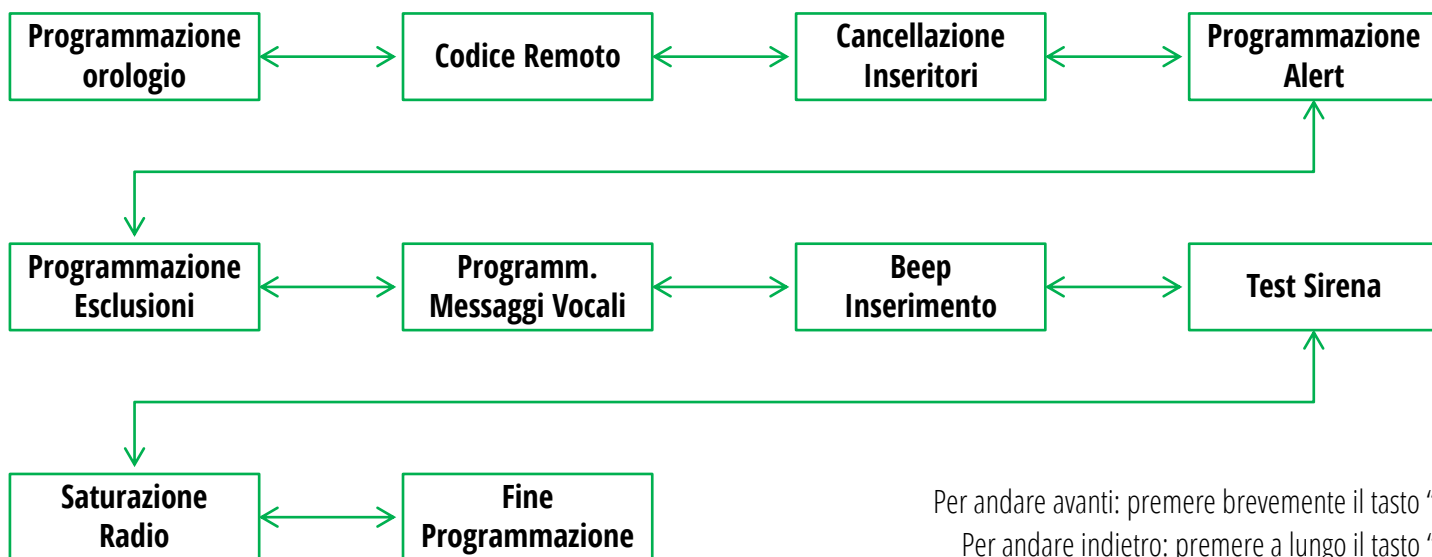 Programmazione
orologio
Codice Remoto
Cancellazione
Inseritori
Programmazione
Alert
Programmazione
Esclusioni
Programm.
Messaggi Vocali
Beep
Inserimento
Test Sirena
Saturazione
Radio
Fine
Programmazione
Per andare avanti: premere brevemente il tasto “
Per andare indietro: premere a lungo il tasto “